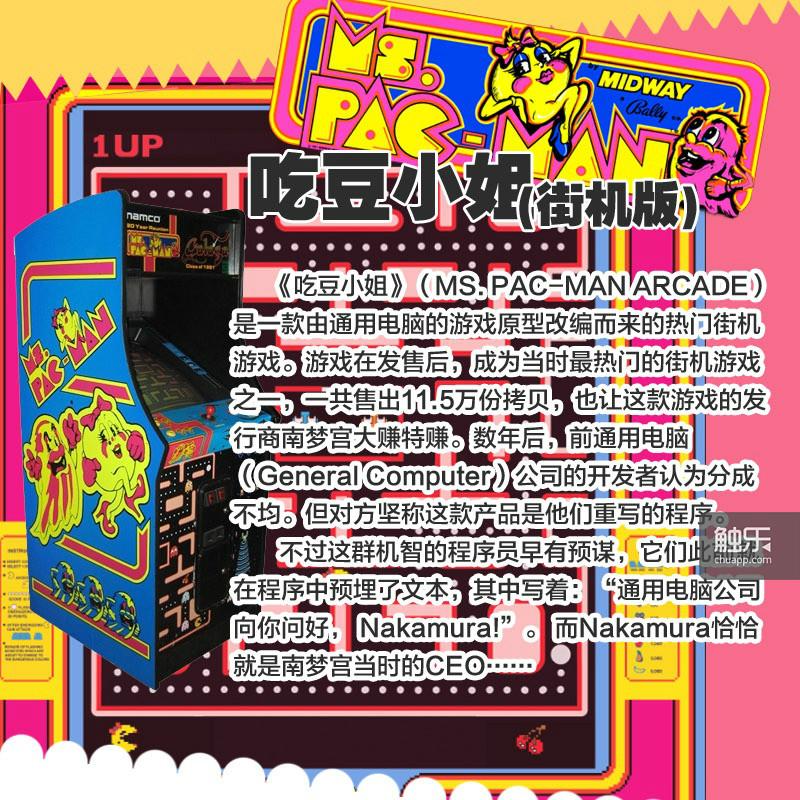 MS. PAC-MAN
MIDWAY
Bally
1UP
吃豆小姐(街机版)
namco
MS. PAC-MAN
《吃豆小姐》（MS. PAC-MAN ARCADE）
是一款由通用电脑的游戏原型改编而来的热门街机
游戏。游戏在发售后，成为当时最热门的街机游戏
之一，一共售出11.5万份拷贝，也让这款游戏的发
行商南梦宫大赚特赚。数年后，前通用电脑
（General Computer）公司的开发者认为分成
不均。但对方坚称这款产品是他们重写的程序。
触乐
chuapp.com
不过这群机智的程序员早有预谋，它们此
在程序中预埋了文本，其中写着：“通用电脑公司
向你问好， Nakamura!”。而Nakamura恰恰
就是南梦宫当时的CEO……